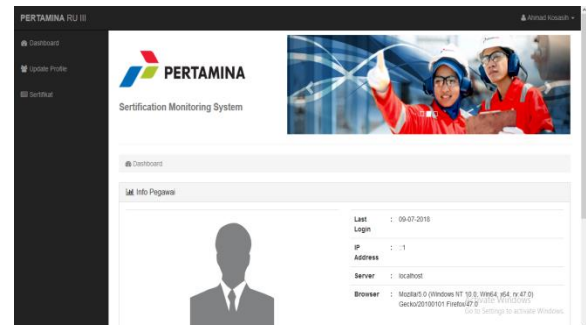 PERTAMINA RU III
Ahmad Kosasih
Dashboard
Update Profile
Sertifikat
PERTAMINA
Sertification Monitoring System
Dashboard
Info Pegawai
Last Login : 09-07-2018
IP Address : ::1
Server : localhost
Browser : Mozilla/5.0 (Windows NT 10.0; Win64; x64; rv:47.0)
Gecko/20100101 Firefox/47.0
Activate Windows
Go to Settings to activate Windows.